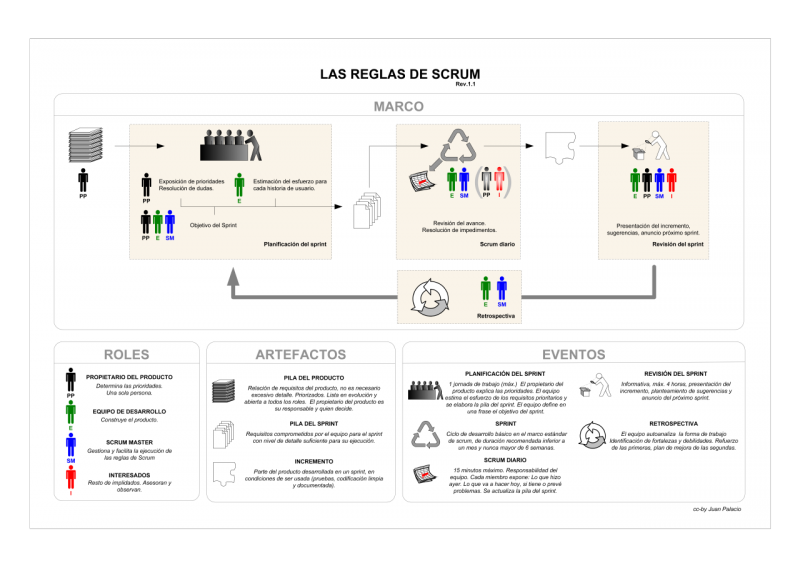 LAS REGLAS DE SCRUM
Rev.1.1
MARCO
PP
Exposición de prioridades
Resolución de dudas.
PP
Estimación del esfuerzo para
cada historia de usuario.
E
Objetivo del Sprint
PP E SM
Planificación del sprint
E SM ( PP I )
Revisión del avance.
Resolución de impedimentos.
Scrum diario
E PP SM I
Presentación del incremento,
sugerencias, anuncio próximo sprint.
Revisión del sprint
E SM
Retrospectiva
ROLES
PROPIETARIO DEL PRODUCTO
Determina las prioridades.
Una sola persona.
PP
EQUIPO DE DESARROLLO
Construye el producto.
E
SCRUM MASTER
Gestiona y facilita la ejecución de
las reglas de Scrum
SM
INTERESADOS
Resto de implidados. Asesoran y
observan.
I
ARTEFACTOS
PILA DEL PRODUCTO
Relación de requisitos del producto, no es necesario
excesivo detalle. Priorizados. Lista en evolución y
abierta a todos los roles. El propietario del producto es
su responsable y quien decide.
PILA DEL SPRINT
Requisitos comprometidos por el equipo para el sprint
con nivel de detalle suficiente para su ejecución.
INCREMENTO
Parte del producto desarrollada en un sprint, en
condiciones de ser usada (pruebas, codificación limpia
y documentada).
EVENTOS
PLANIFICACIÓN DEL SPRINT
1 jornada de trabajo (máx.) El propietario del
producto explica las prioridades. El equipo
estima el esfuerzo de los requisitos prioritarios y
se elabora la pila del sprint. El equipo define en
una frase el objetivo del sprint.
SPRINT
Ciclo de desarrollo básico en el marco estándar
de scrum, de duración recomendada inferior a
un mes y nunca mayor de 6 semanas.
SCRUM DIARIO
15 minutos máximo. Responsabilidad del
equipo. Cada miembro expone: Lo que hizo
ayer. Lo que va a hacer hoy, si tiene o prevé
problemas. Se actualiza la pila del sprint.
REVISIÓN DEL SPRINT
Informativa, máx. 4 horas, presentación del
incremento, planteamiento de sugerencias y
anuncio del próximo sprint.
RETROSPECTIVA
El equipo autoanaliza la forma de trabajo
Identificación de fortalezas y debilidades. Refuerzo
de las primeras, plan de mejora de las segundas.
cc-by Juan Palacio